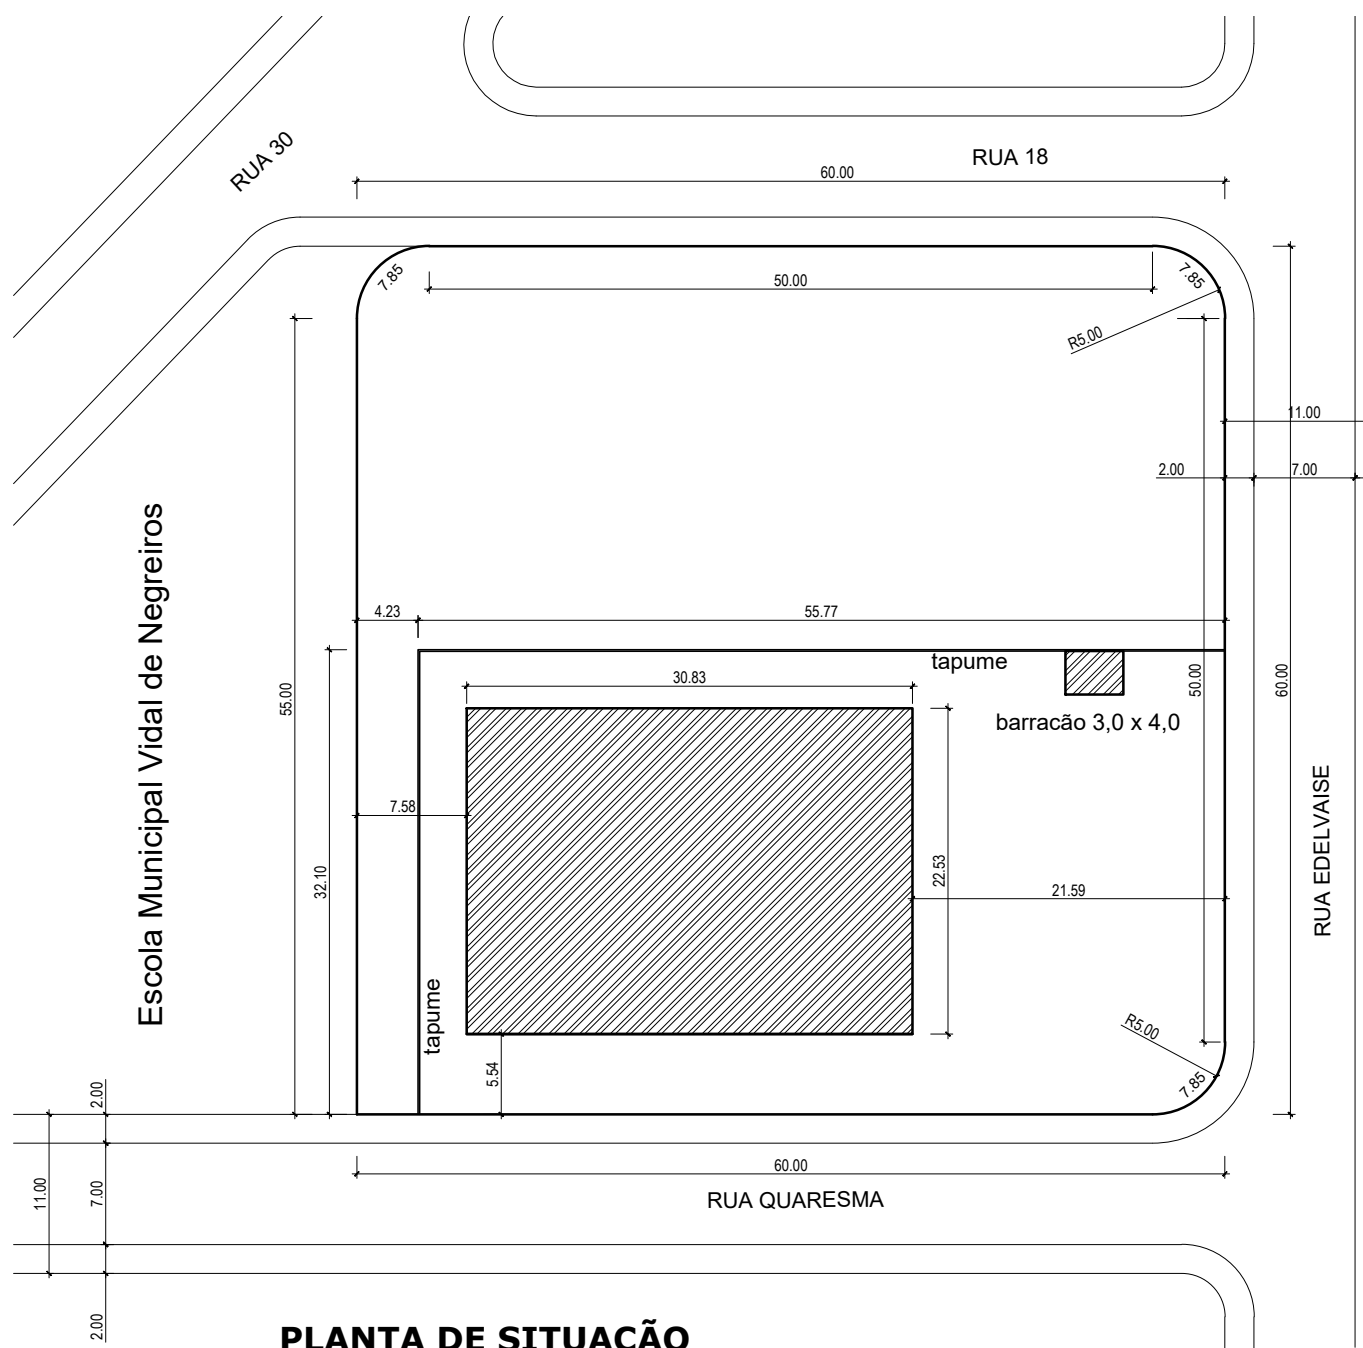 RUA 30
RUA 18
60.00
7.85
50.00
7.85
R5.00
11.00
2.00
7.00
Escola Municipal Vidal de Negreiros
4.23
55.77
55.00
32.10
tapume
30.83
barracão 3,0 x 4,0
50.00
60.00
7.58
22.53
21.59
RUA EDELVAISE
tapume
5.54
R5.00
7.85
2.00
60.00
11.00
7.00
RUA QUARESMA
2.00
PLANTA DE SITUAÇÃO